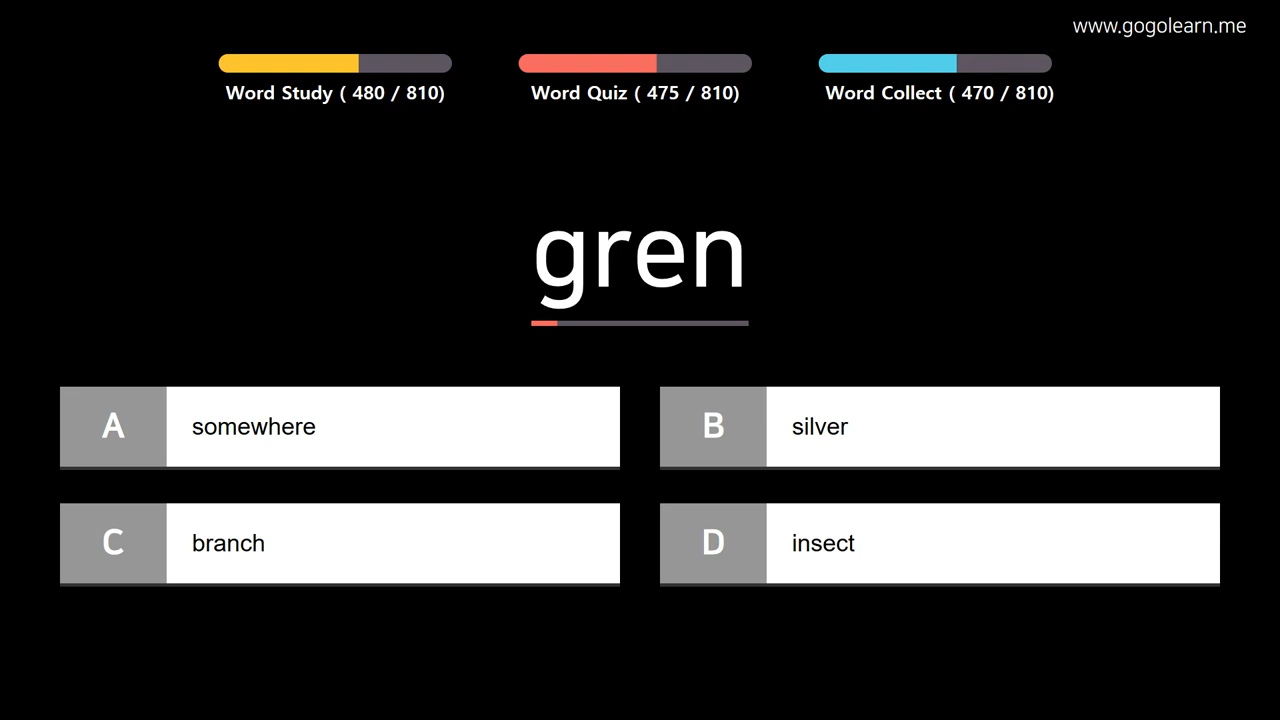 www.gogolearn.me
Word Study ( 480 / 810)
Word Quiz ( 475 / 810)
Word Collect ( 470 / 810)
gren
A somewhere
B silver
C branch
D insect